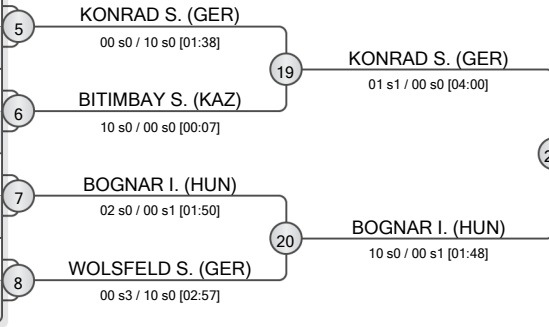 5
KONRAD S. (GER)
00 s0 / 10 s0 [01:38]
19
KONRAD S. (GER)
01 s1 / 00 s0 [04:00]
6
BITIMBAY S. (KAZ)
10 s0 / 00 s0 [00:07]
7
BOGNAR I. (HUN)
02 s0 / 00 s1 [01:50]
20
BOGNAR I. (HUN)
10 s0 / 00 s1 [01:48]
8
WOLSFELD S. (GER)
00 s3 / 10 s0 [02:57]